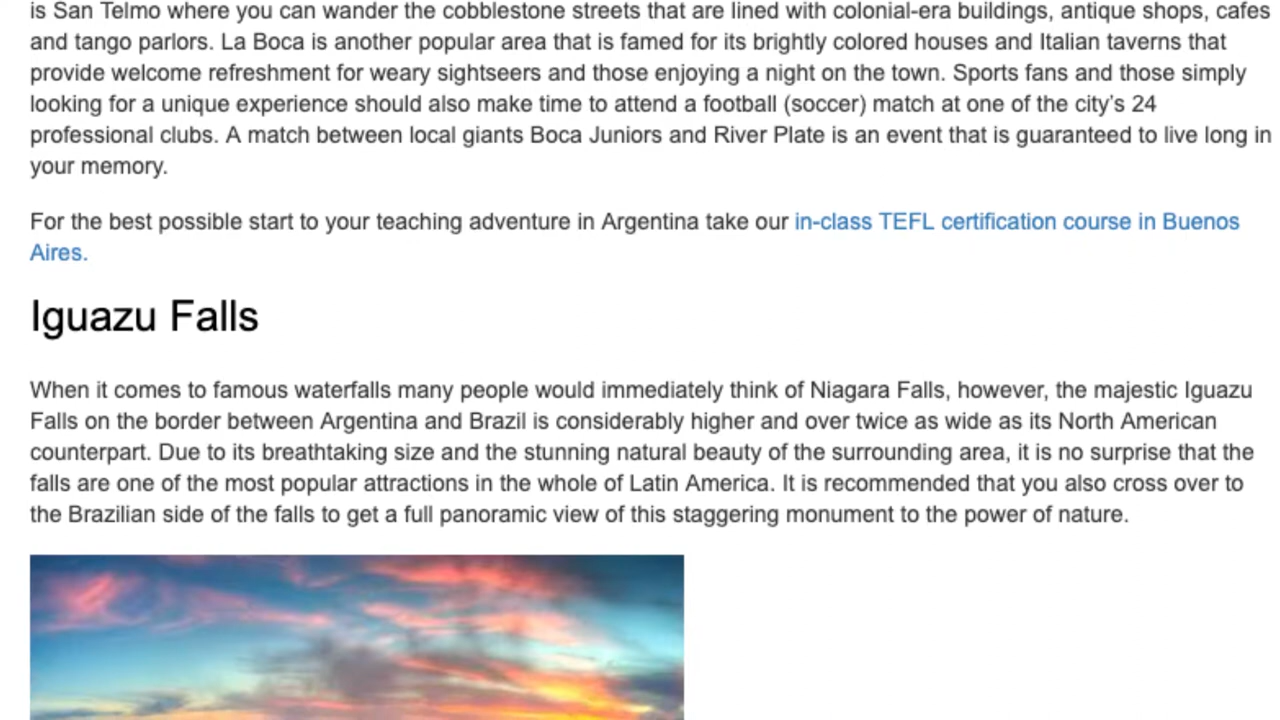 is San Telmo where you can wander the cobblestone streets that are lined with colonial-era buildings, antique shops, cafes
and tango parlors. La Boca is another popular area that is famed for its brightly colored houses and Italian taverns that
provide welcome refreshment for weary sightseers and those enjoying a night on the town. Sports fans and those simply
looking for a unique experience should also make time to attend a football (soccer) match at one of the city's 24
professional clubs. A match between local giants Boca Juniors and River Plate is an event that is guaranteed to live long in
your memory.
For the best possible start to your teaching adventure in Argentina take our in-class TEFL certification course in Buenos
Aires.
Iguazu Falls
When it comes to famous waterfalls many people would immediately think of Niagara Falls, however, the majestic Iguazu
Falls on the border between Argentina and Brazil is considerably higher and over twice as wide as its North American
counterpart. Due to its breathtaking size and the stunning natural beauty of the surrounding area, it is no surprise that the
falls are one of the most popular attractions in the whole of Latin America. It is recommended that you also cross over to
the Brazilian side of the falls to get a full panoramic view of this staggering monument to the power of nature.